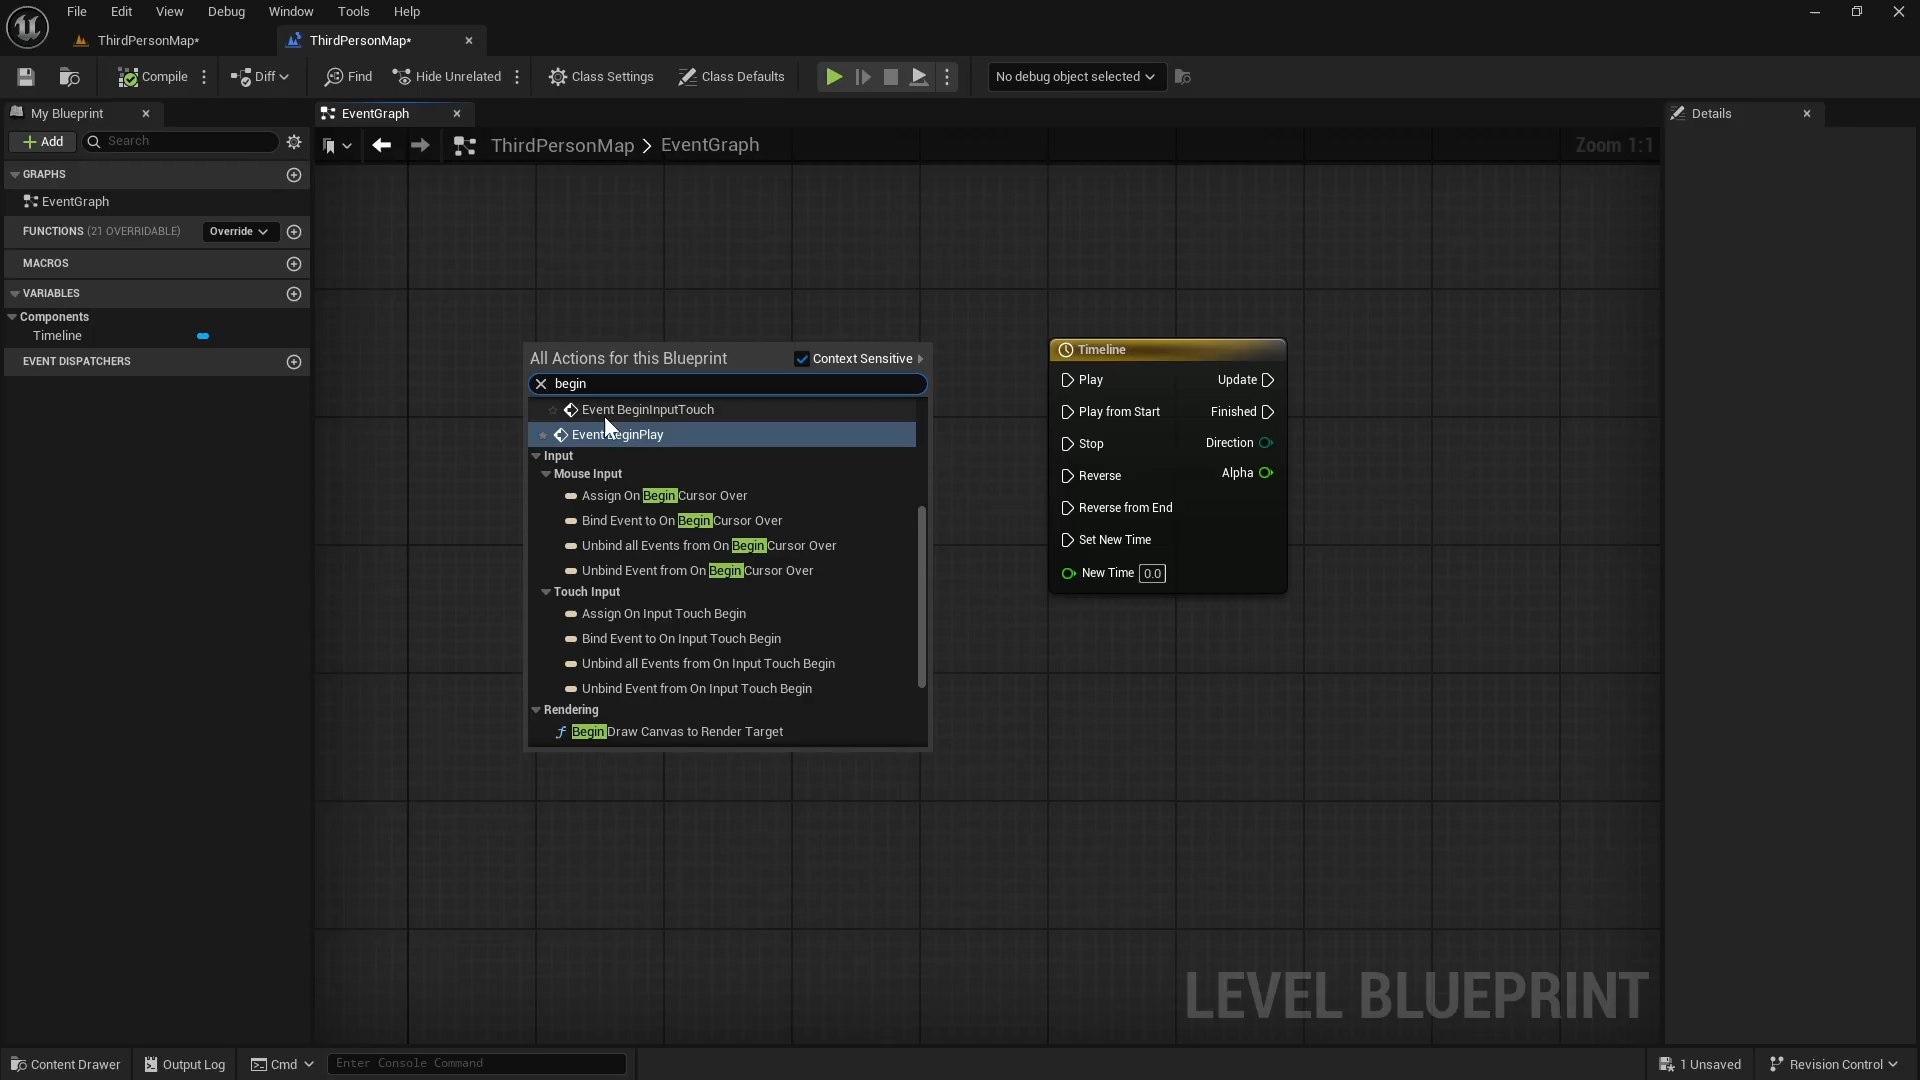 File Edit View Debug Window Tools Help
ThirdPersonMap* ThirdPersonMap*
Compile Diff Find Hide Unrelated Class Settings Class Defaults No debug object selected
My Blueprint EventGraph Details
Add Search ThirdPersonMap > EventGraph Zoom 1:1
GRAPHS
EventGraph
FUNCTIONS (21 OVERRIDABLE) Override
MACROS
VARIABLES
Components
Timeline
EVENT DISPATCHERS
All Actions for this Blueprint Context Sensitive
begin
Event BeginInputTouch
Event BeginPlay
Input
Mouse Input
Assign On Begin Cursor Over
Bind Event to On Begin Cursor Over
Unbind all Events from On Begin Cursor Over
Unbind Event from On Begin Cursor Over
Touch Input
Assign On Input Touch Begin
Bind Event to On Input Touch Begin
Unbind all Events from On Input Touch Begin
Unbind Event from On Input Touch Begin
Rendering
f Begin Draw Canvas to Render Target
Timeline
Play Update
Play from Start Finished
Stop Direction
Reverse Alpha
Reverse from End
Set New Time
New Time 0.0
LEVEL BLUEPRINT
Content Drawer Output Log Cmd Enter Console Command 1 Unsaved Revision Control